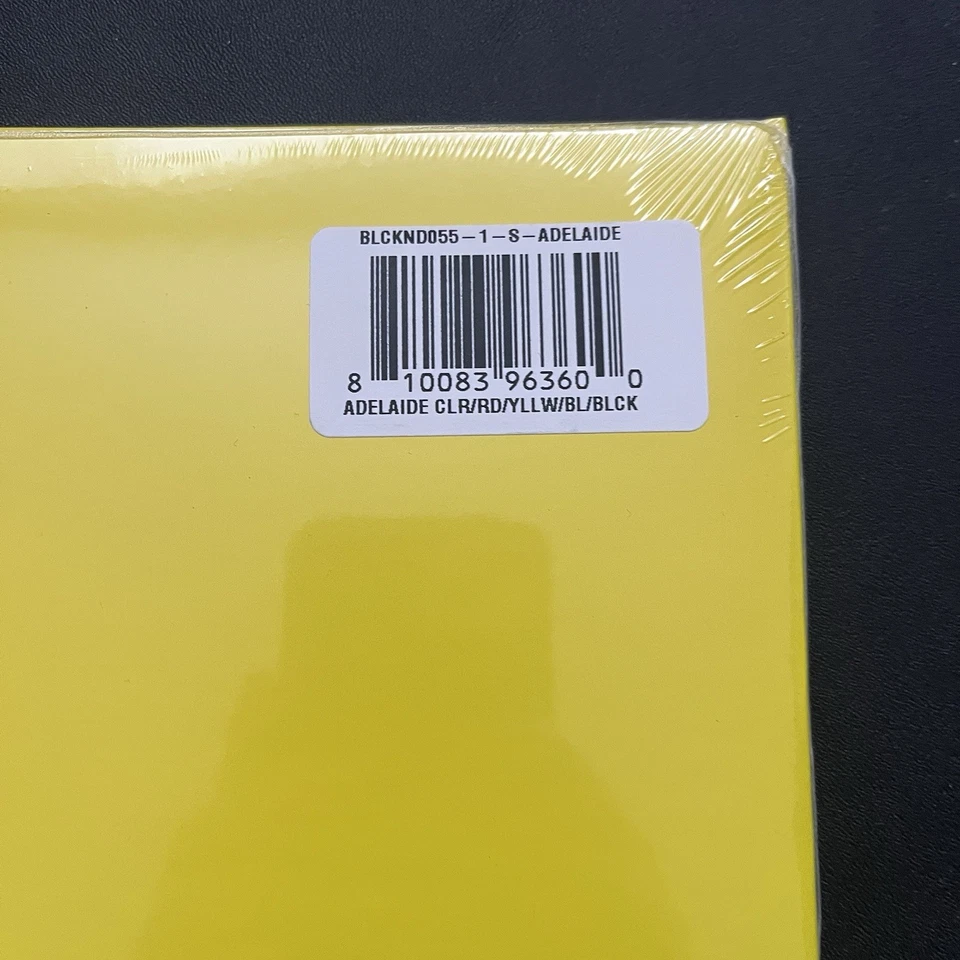 BLCKND055-1-S-ADELAIDE
8 10083 96360 0
ADELAIDE CLR/RD/YLLW/BL/BLCK